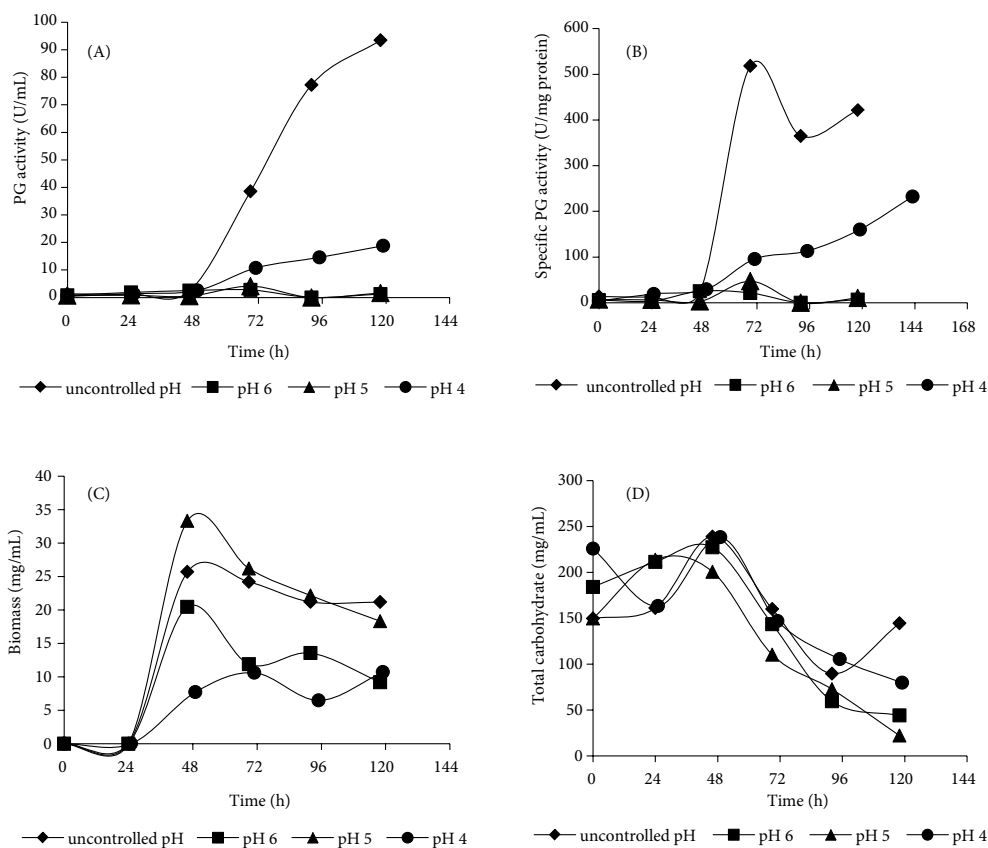 (A)
PG activity (U/mL)
100
90
80
70
60
50
40
30
20
10
0
0 24 48 72 96 120 144
Time (h)
uncontrolled pH pH 6 pH 5 pH 4
(B)
Specific PG activity (U/mg protein)
600
500
400
300
200
100
0
0 24 48 72 96 120 144 168
Time (h)
uncontrolled pH pH 6 pH 5 pH 4
(C)
Biomass (mg/mL)
40
35
30
25
20
15
10
5
0
0 24 48 72 96 120 144
Time (h)
uncontrolled pH pH 6 pH 5 pH 4
(D)
Total carbohydrate (mg/mL)
300
250
200
150
100
50
0
0 24 48 72 96 120 144
Time (h)
uncontrolled pH pH 6 pH 5 pH 4